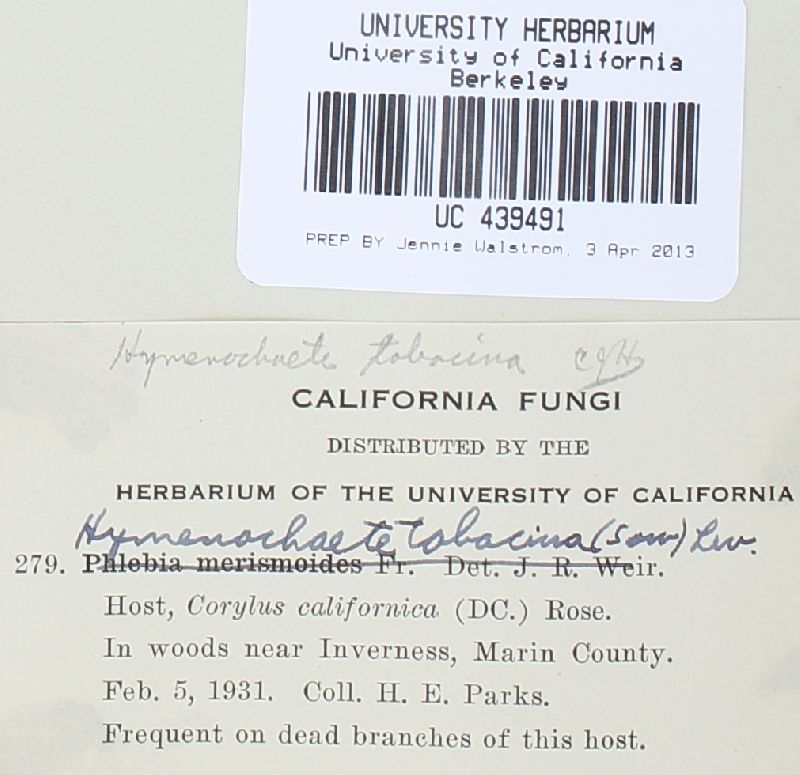 UNIVERSITY HERBARIUM
University of California
Berkeley
UC 439491
PREP BY Jennie Walstrom, 3 Apr 2013
Hymenochaete tobacina CgH
CALIFORNIA FUNGI
DISTRIBUTED BY THE
HERBARIUM OF THE UNIVERSITY OF CALIFORNIA
Hymenochaete tobacina (Sow) Lev.
279. Phlebia merismoides Fr. Det. J. R. Weir.
Host, Corylus californica (DC.) Rose.
In woods near Inverness, Marin County.
Feb. 5, 1931. Coll. H. E. Parks.
Frequent on dead branches of this host.